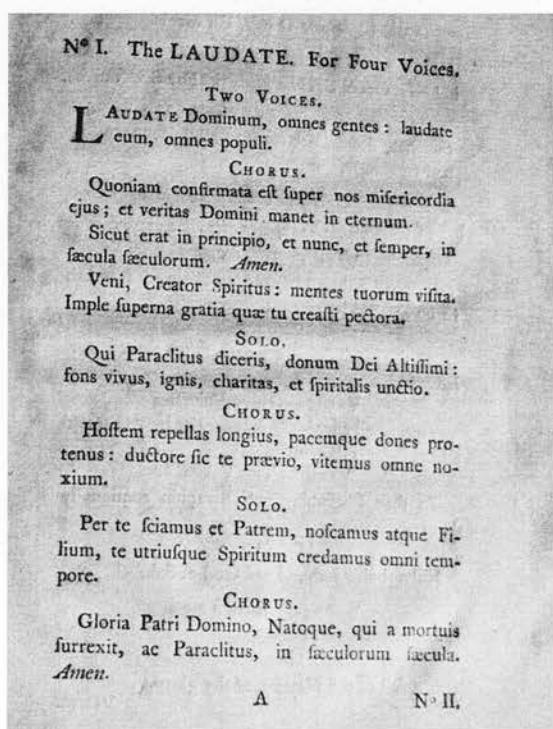 Nº I. The LAUDATE. For Four Voices.
Two Voices.
LAUDATE Dominum, omnes gentes : laudate
eum, omnes populi.
Chorus.
Quoniam confirmata eſt ſuper nos miſericordia
ejus ; et veritas Domini manet in eternum.
Sicut erat in principio, et nunc, et ſemper, in
ſæcula ſæculorum. Amen.
Veni, Creator Spiritus : mentes tuorum viſita.
Imple ſuperna gratia quæ tu creaſti pectora.
Solo.
Qui Paraclitus diceris, donum Dei Altiſſimi :
fons vivus, ignis, charitas, et ſpiritalis unctio.
Chorus.
Hoſtem repellas longius, pacemque dones pro-
tenus : ductore ſic te prævio, vitemus omne no-
xium.
Solo.
Per te ſciamus et Patrem, noſcamus atque Fi-
lium, te utriuſque Spiritum credamus omni tem-
pore.
Chorus.
Gloria Patri Domino, Natoque, qui a mortuis
ſurrexit, ac Paraclitus, in ſæculorum ſæcula.
Amen.
A Nº II.